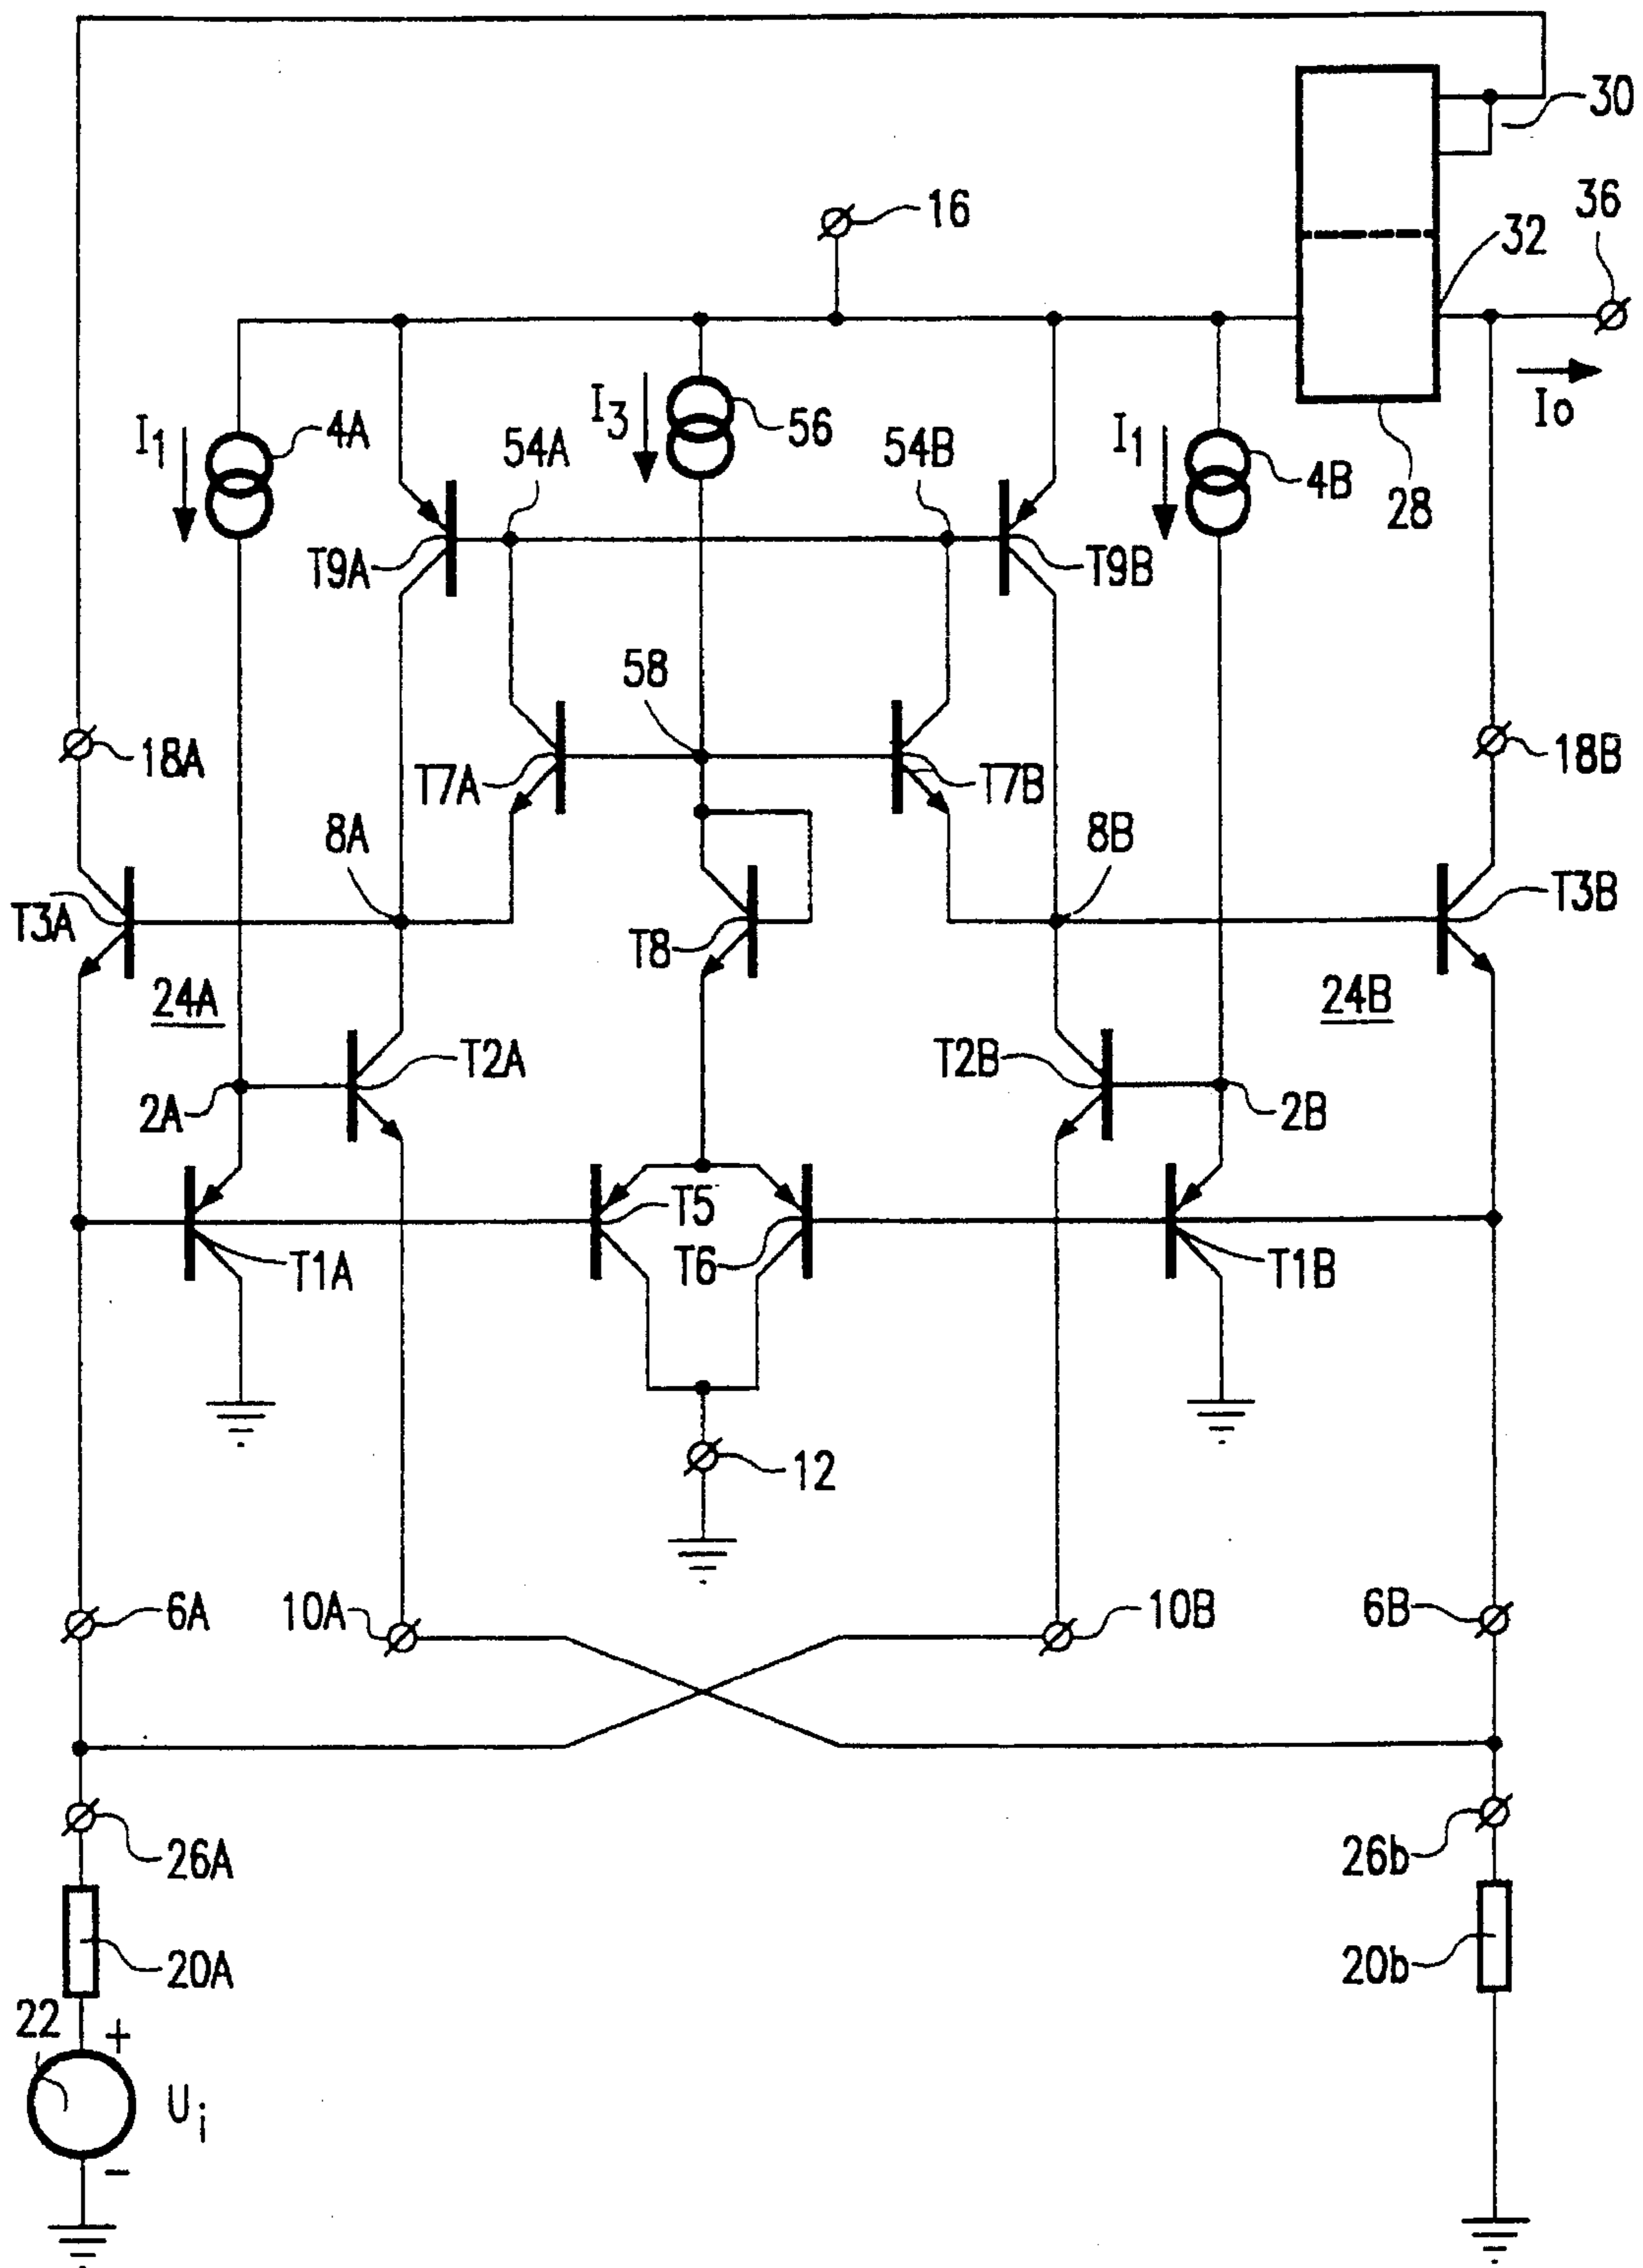 30
16
36
32
I1
4A
I3
56
54A
54B
I1
4B
Io
28
T9A
T9B
58
18A
18B
T7A
T7B
8A
8B
T3A
T3B
T8
24A
24B
T2A
T2B
2A
2B
T5
T6
T1A
T1B
12
6A
10A
10B
6B
26A
26b
20A
20b
22
+
Ui
−